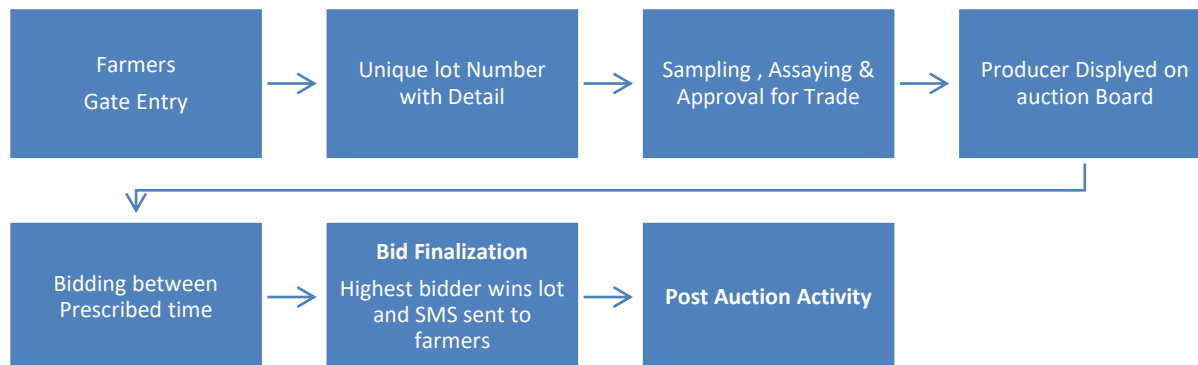 Farmers
Gate Entry
Unique lot Number
with Detail
Sampling , Assaying &
Approval for Trade
Producer Displyed on
auction Board
Bidding between
Prescribed time
Bid Finalization
Highest bidder wins lot
and SMS sent to
farmers
Post Auction Activity